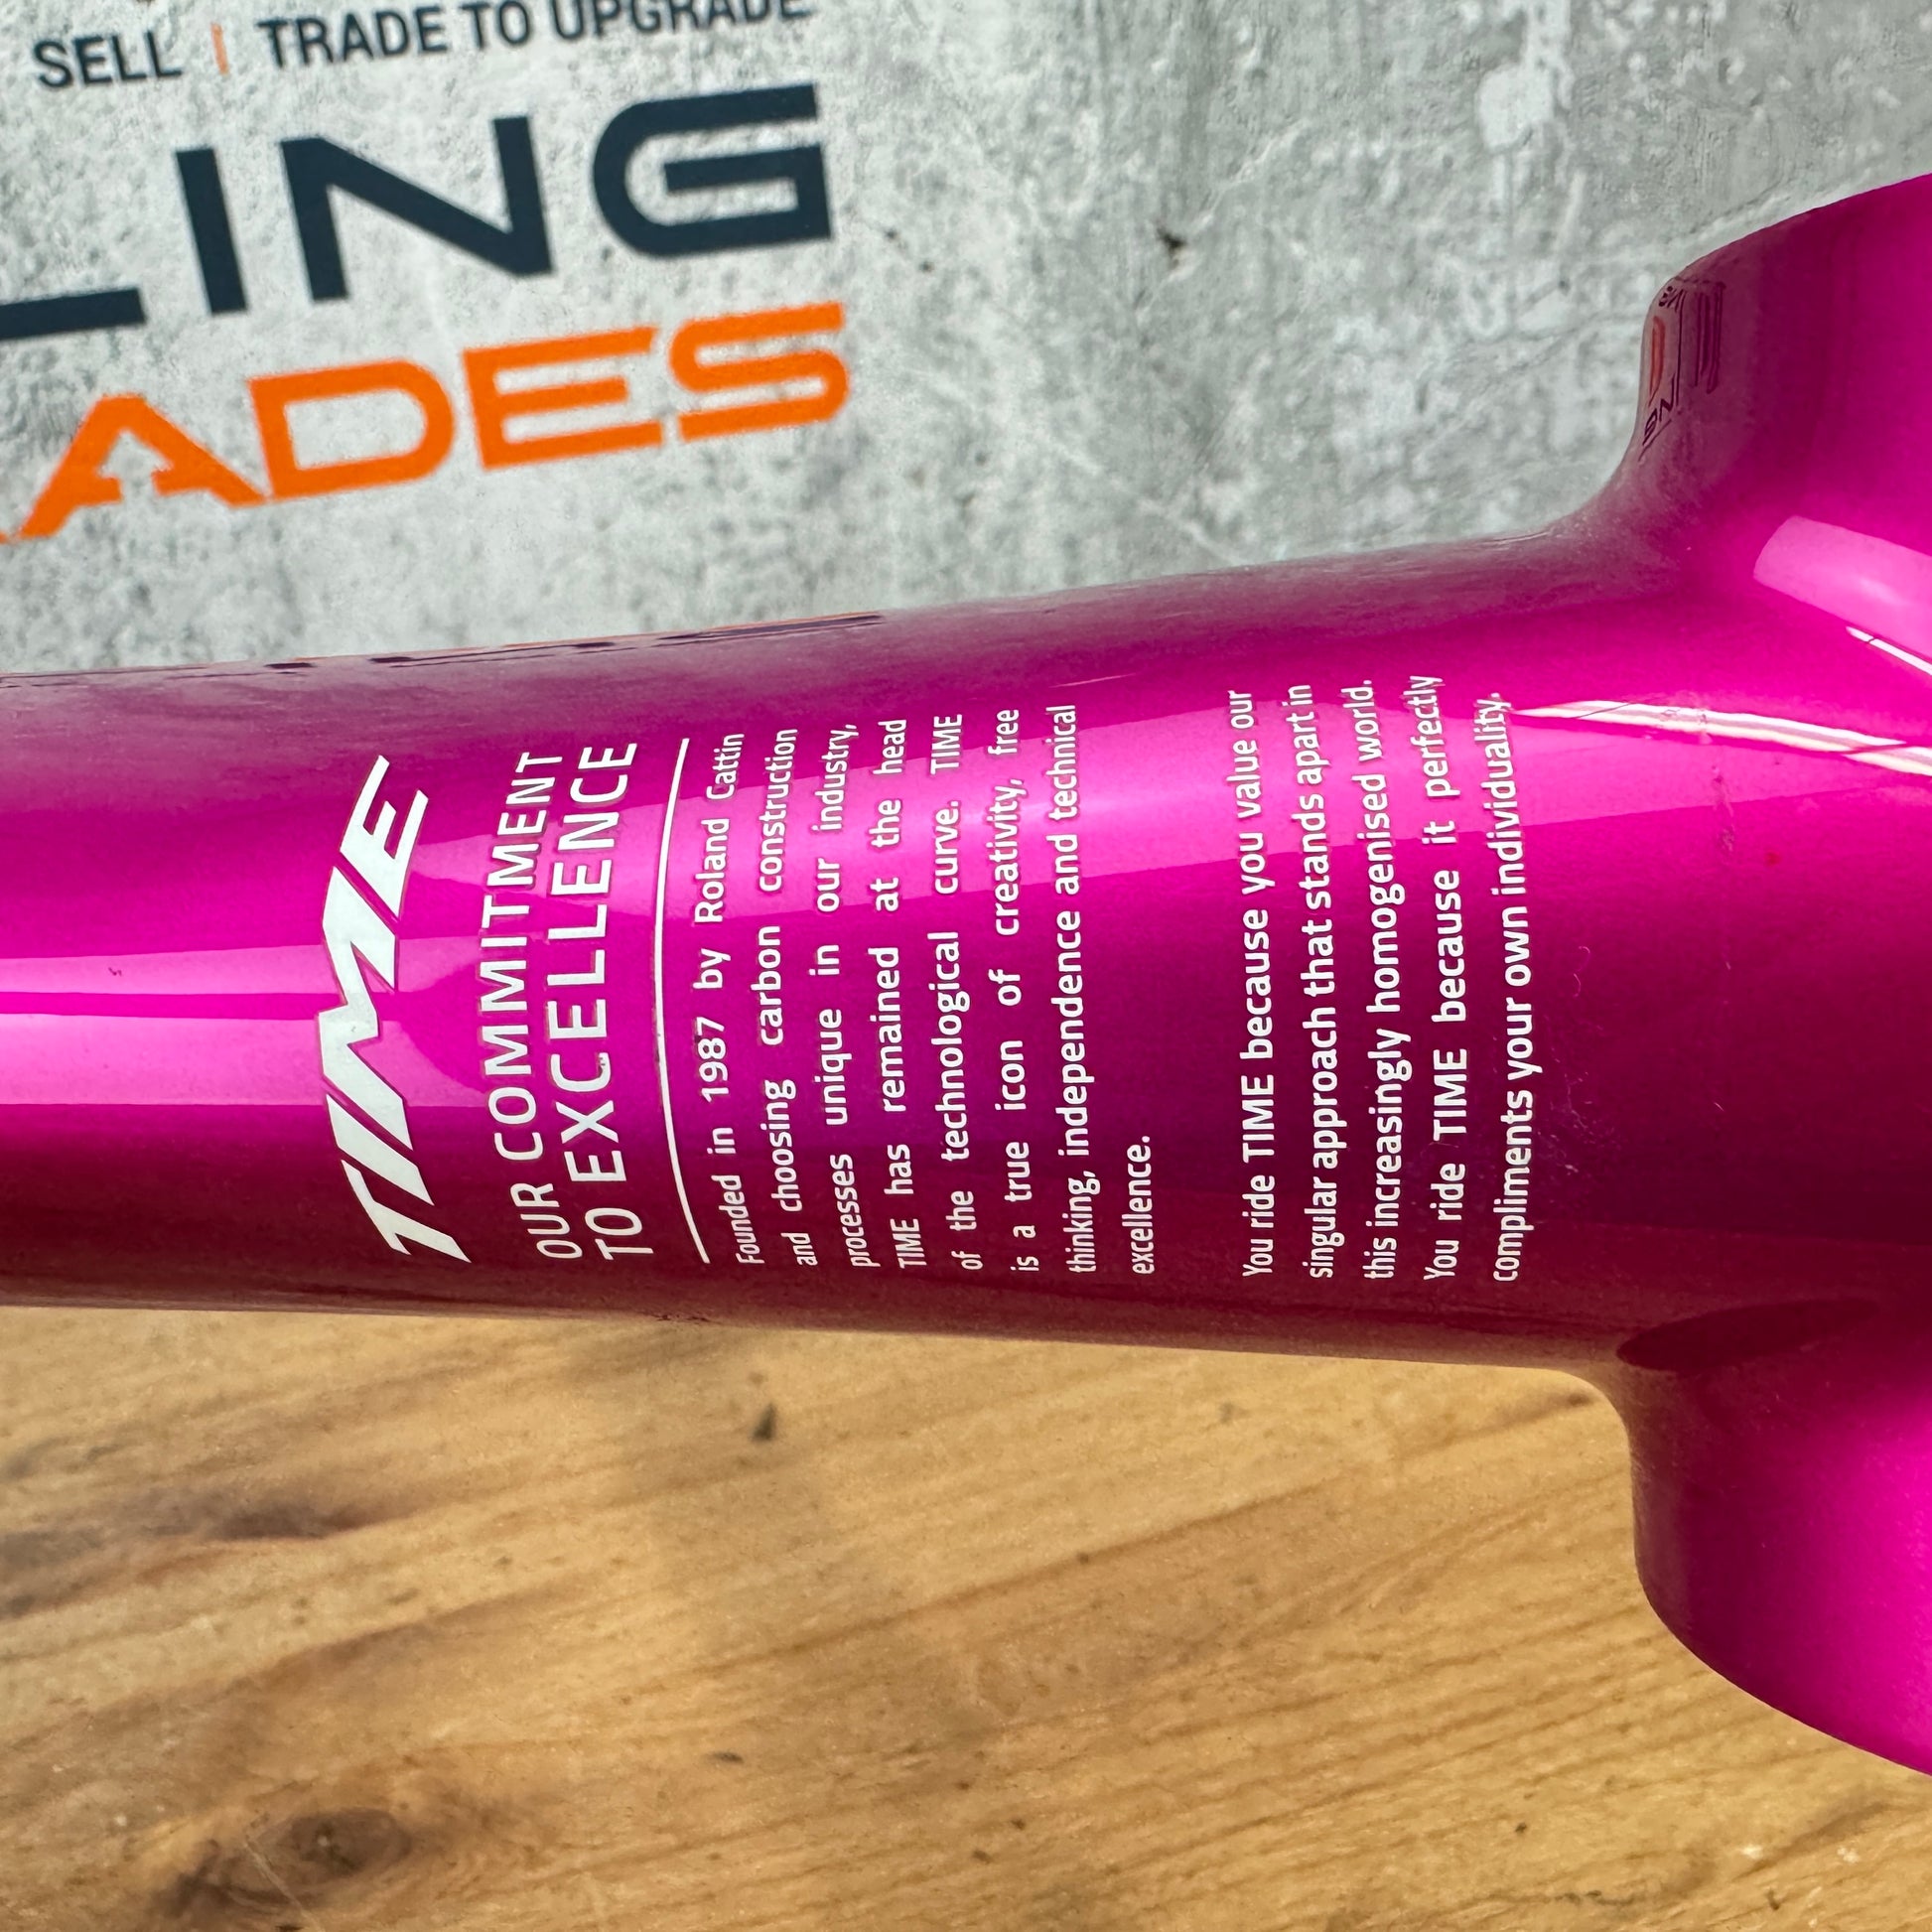 SELL | TRADE TO UPGRADE
LING
ADES
TIME
OUR COMMITMENT
TO EXCELLENCE
Founded in 1987 by Roland Cattin
and choosing carbon construction
processes unique in our industry,
TIME has remained at the head
of the technological curve. TIME
is a true icon of creativity, free
thinking, independence and technical
excellence.
You ride TIME because you value our
singular approach that stands apart in
this increasingly homogenised world.
You ride TIME because it perfectly
compliments your own individuality.